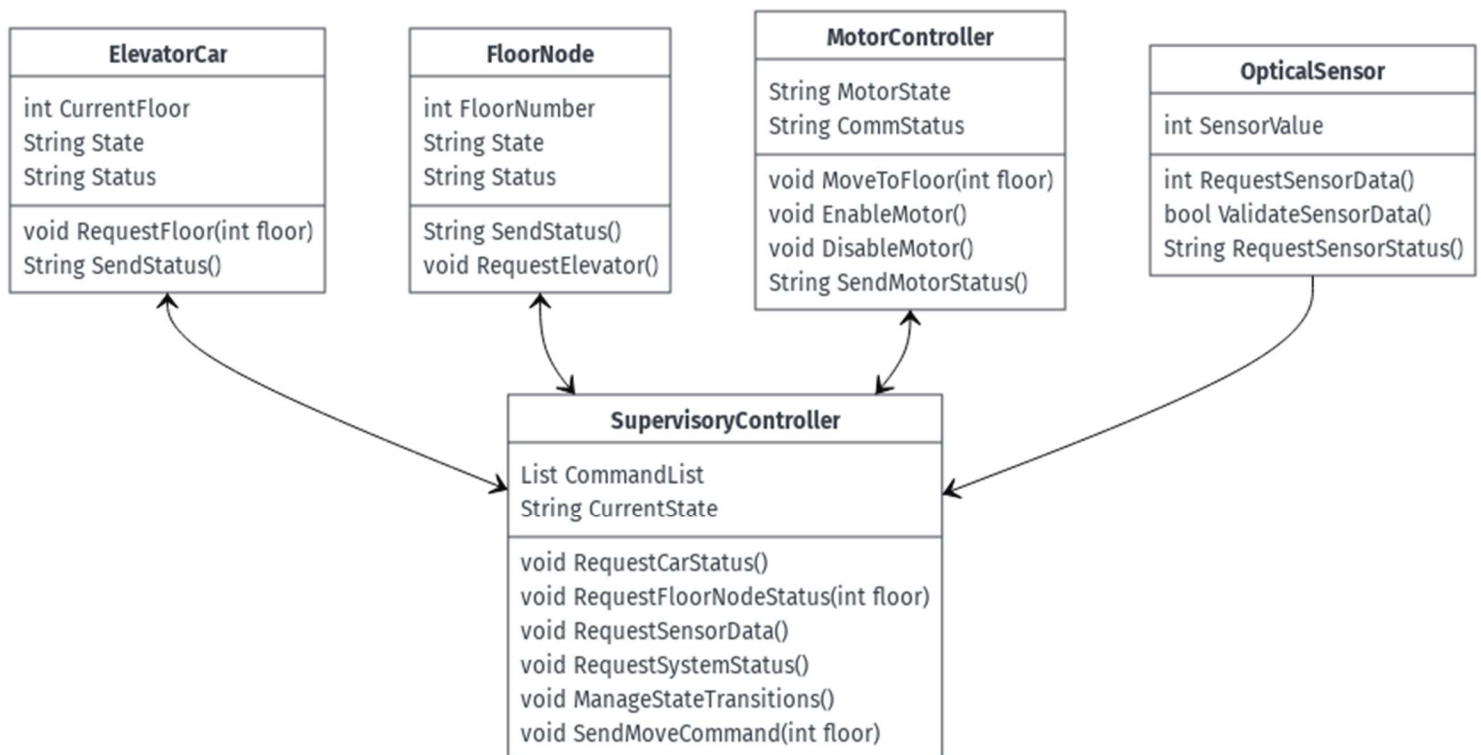 ElevatorCar
int CurrentFloor
String State
String Status
void RequestFloor(int floor)
String SendStatus()
FloorNode
int FloorNumber
String State
String Status
String SendStatus()
void RequestElevator()
MotorController
String MotorState
String CommStatus
void MoveToFloor(int floor)
void EnableMotor()
void DisableMotor()
String SendMotorStatus()
OpticalSensor
int SensorValue
int RequestSensorData()
bool ValidateSensorData()
String RequestSensorStatus()
SupervisoryController
List CommandList
String CurrentState
void RequestCarStatus()
void RequestFloorNodeStatus(int floor)
void RequestSensorData()
void RequestSystemStatus()
void ManageStateTransitions()
void SendMoveCommand(int floor)